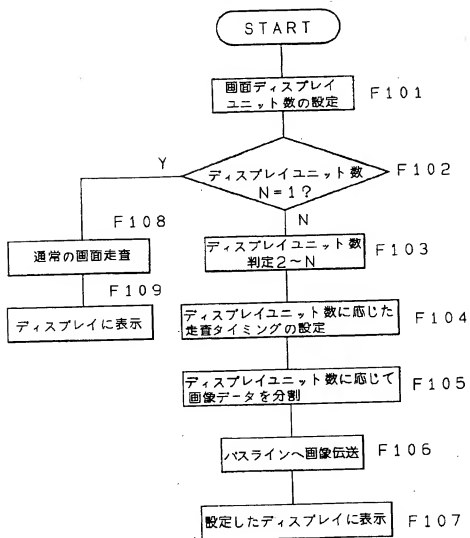 START
画面ディスプレイ
ユニット数の設定
F101
ディスプレイユニット数
N=1?
F102
Y
N
F108
通常の画面走査
F109
ディスプレイに表示
ディスプレイユニット数
判定2~N
F103
ディスプレイユニット数に応じた
走査タイミングの設定
F104
ディスプレイユニット数に応じて
画像データを分割
F105
バスラインへ画像伝送
F106
設定したディスプレイに表示
F107